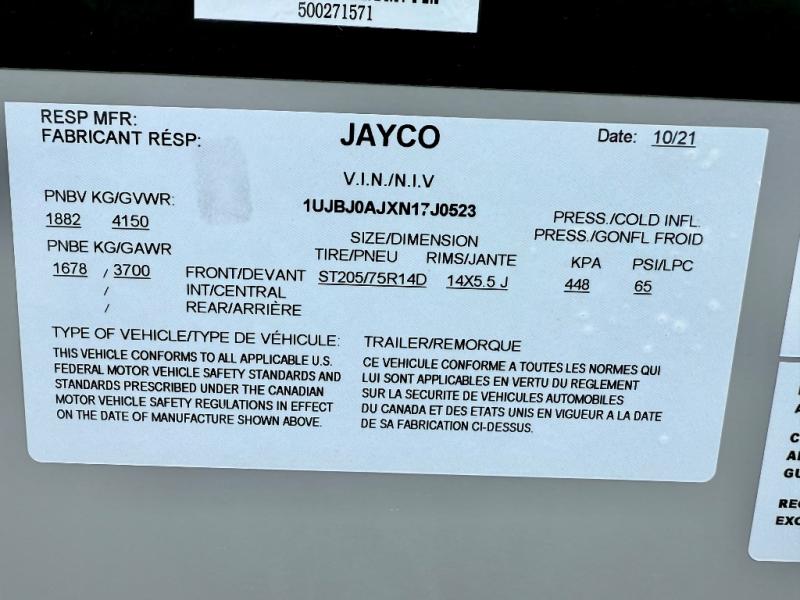 500271571
RESP MFR:
FABRICANT RÉSP:
JAYCO
Date: 10/21
V.I.N./N.I.V
1UJBJ0AJXN17J0523
PNBV KG/GVWR:
1882 4150
PNBE KG/GAWR
1678 / 3700
/
/
FRONT/DEVANT
INT/CENTRAL
REAR/ARRIÈRE
SIZE/DIMENSION
TIRE/PNEU RIMS/JANTE
ST205/75R14D 14X5.5 J
PRESS./COLD INFL.
PRESS./GONFL FROID
KPA PSI/LPC
448 65
TYPE OF VEHICLE/TYPE DE VÉHICULE: TRAILER/REMORQUE
THIS VEHICLE CONFORMS TO ALL APPLICABLE U.S.
FEDERAL MOTOR VEHICLE SAFETY STANDARDS AND
STANDARDS PRESCRIBED UNDER THE CANADIAN
MOTOR VEHICLE SAFETY REGULATIONS IN EFFECT
ON THE DATE OF MANUFACTURE SHOWN ABOVE.
CE VEHICULE CONFORME A TOUTES LES NORMES QUI
LUI SONT APPLICABLES EN VERTU DU REGLEMENT
SUR LA SECURITE DE VEHICULES AUTOMOBILES
DU CANADA ET DES ETATS UNIS EN VIGUEUR A LA DATE
DE SA FABRICATION CI-DESSUS.